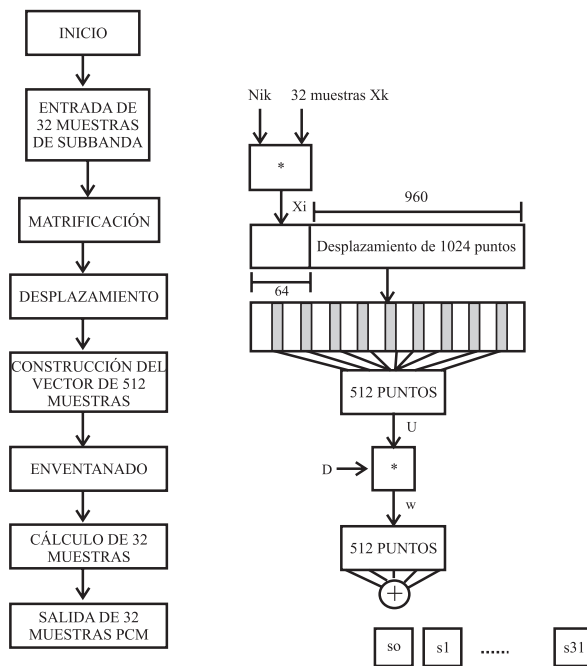 INICIO
ENTRADA DE
32 MUESTRAS
DE SUBBANDA
MATRIFICACIÓN
DESPLAZAMIENTO
CONSTRUCCIÓN DEL
VECTOR DE 512
MUESTRAS
ENVENTANADO
CÁLCULO DE 32
MUESTRAS
SALIDA DE 32
MUESTRAS PCM
Nik
32 muestras Xk
*
Xi
960
Desplazamiento de 1024 puntos
64
512 PUNTOS
U
D
*
w
512 PUNTOS
+
so
s1
......
s31